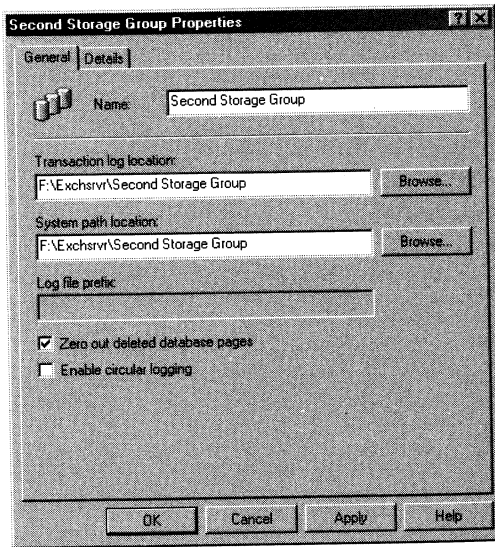 Second Storage Group Properties
General Details
Name: Second Storage Group
Transaction log location:
F:\Exchsrvr\Second Storage Group Browse...
System path location:
F:\Exchsrvr\Second Storage Group Browse...
Log file prefix:
Zero out deleted database pages
Enable circular logging
OK Cancel Apply Help